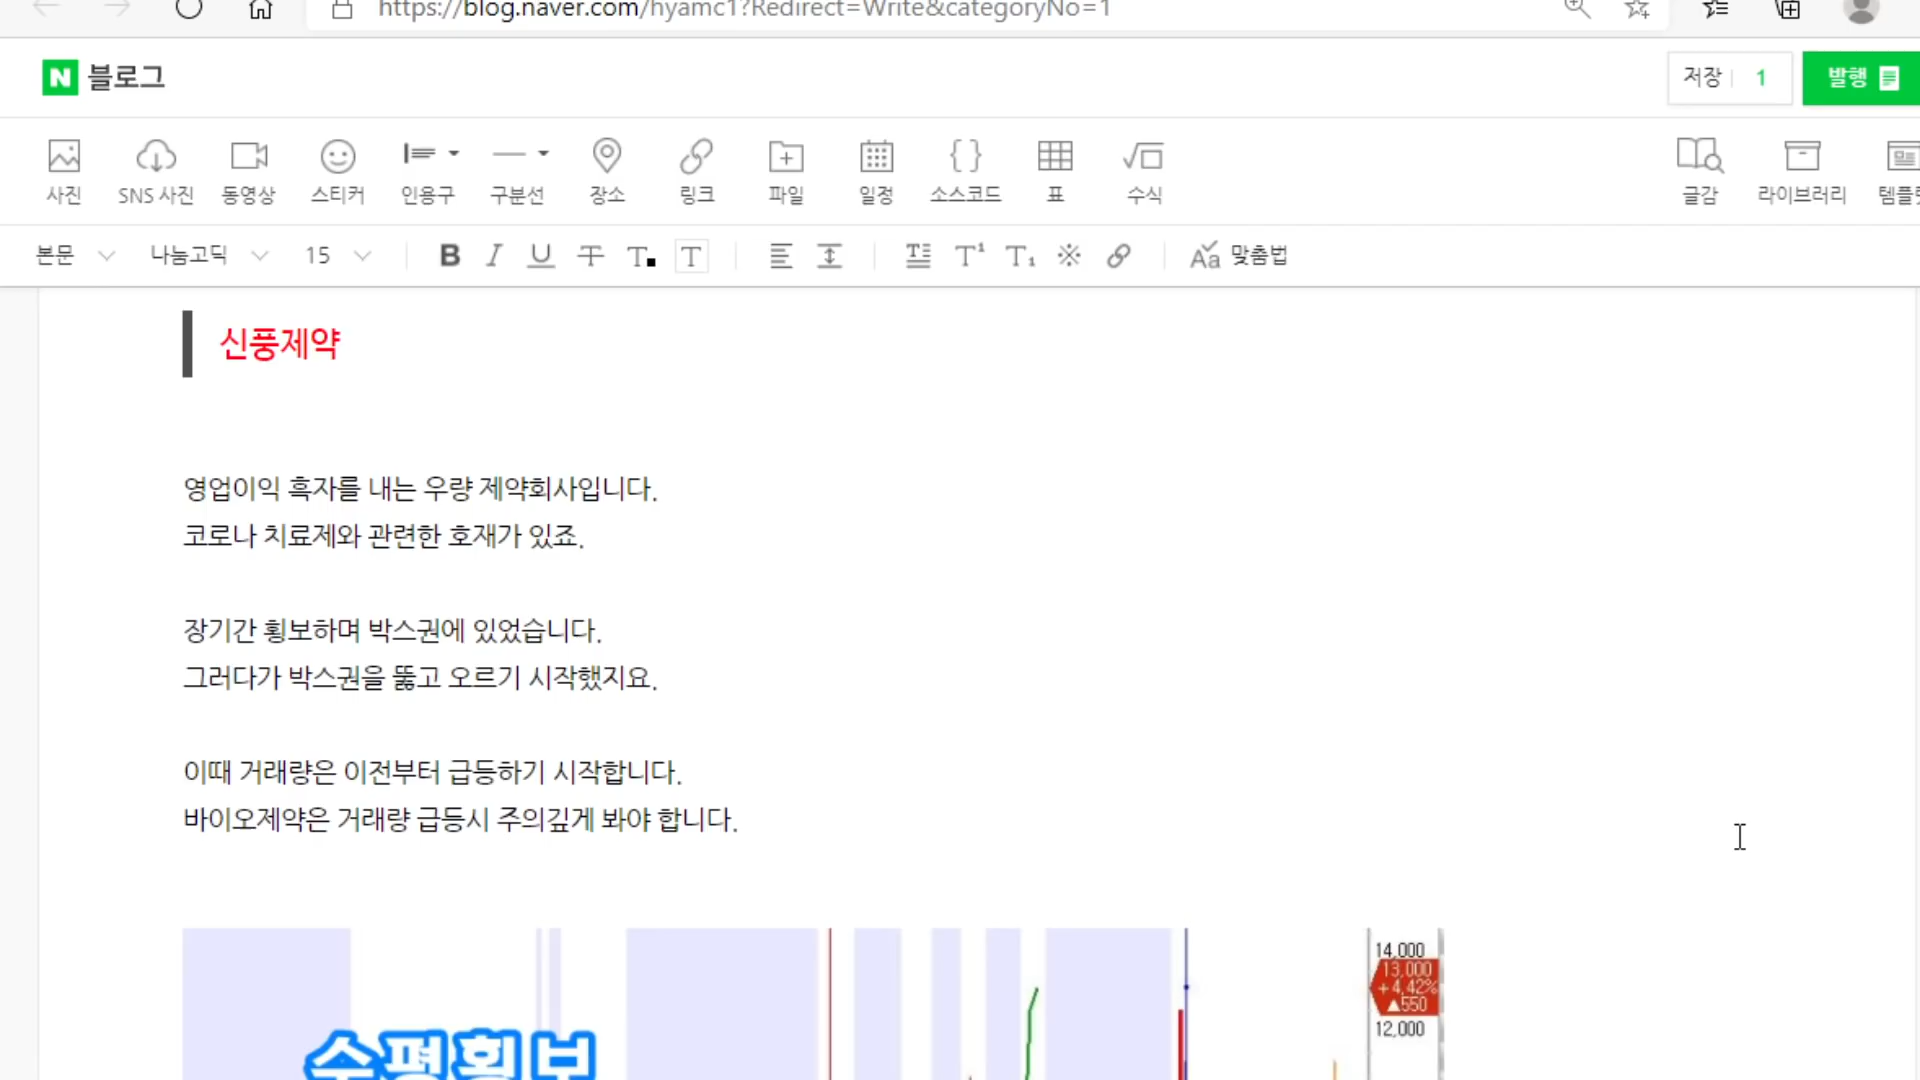 https://blog.naver.com/hyamc1?Redirect=Write&categoryNo=1
N 블로그
저장 1
발행
사진 SNS 사진 동영상 스티커 인용구 구분선 장소 링크 파일 일정 소스코드 표 수식 글감 라이브러리
본문 나눔고딕 15 B I U T T T T T¹ T₁ ※ Aa 맞춤법
신풍제약
영업이익 흑자를 내는 우량 제약회사입니다.
코로나 치료제와 관련한 호재가 있죠.
장기간 횡보하며 박스권에 있었습니다.
그러다가 박스권을 뚫고 오르기 시작했지요.
이때 거래량은 이전부터 급등하기 시작합니다.
바이오제약은 거래량 급등시 주의깊게 봐야 합니다.
14,000
13,000
+4,42%
▲550
12,000
수평횡보